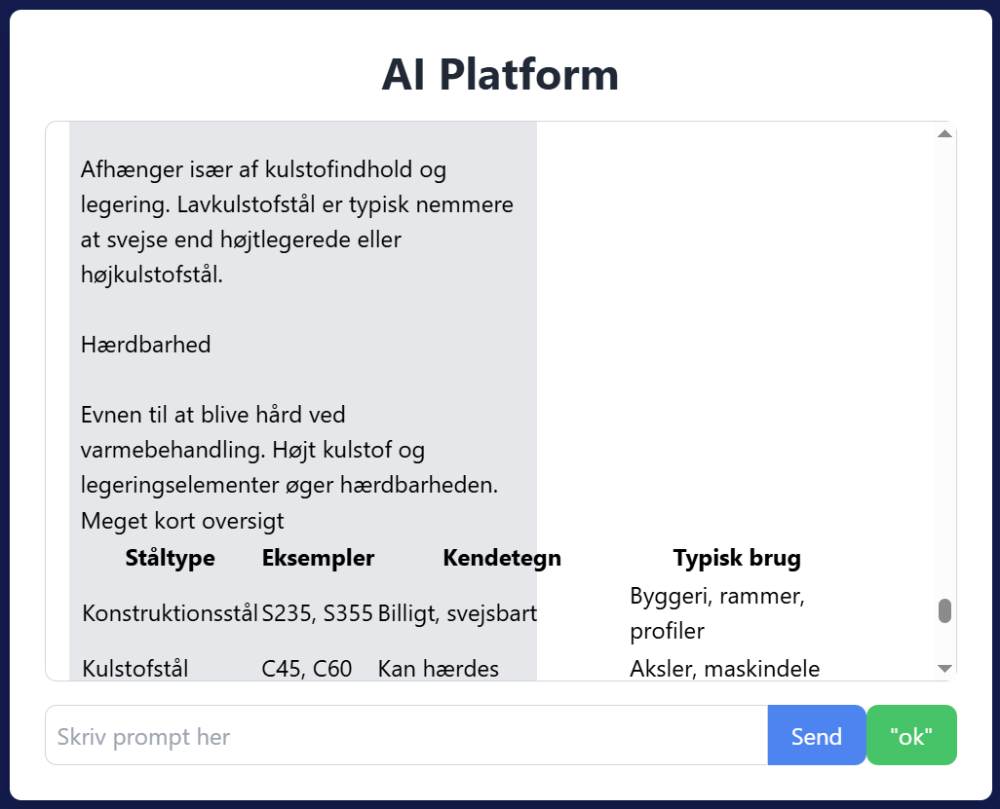 AI Platform
Afhænger især af kulstofindhold og
legering. Lavkulstofstål er typisk nemmere
at svejse end højtlegerede eller
højkulstofstål.
Hærdbarhed
Evnen til at blive hård ved
varmebehandling. Højt kulstof og
legeringselementer øger hærdbarheden.
Meget kort oversigt
Ståltype Eksempler Kendetegn Typisk brug
Konstruktionsstål S235, S355 Billigt, svejsbart Byggeri, rammer,
profiler
Kulstofstål C45, C60 Kan hærdes Aksler, maskindele
Skriv prompt her Send "ok"